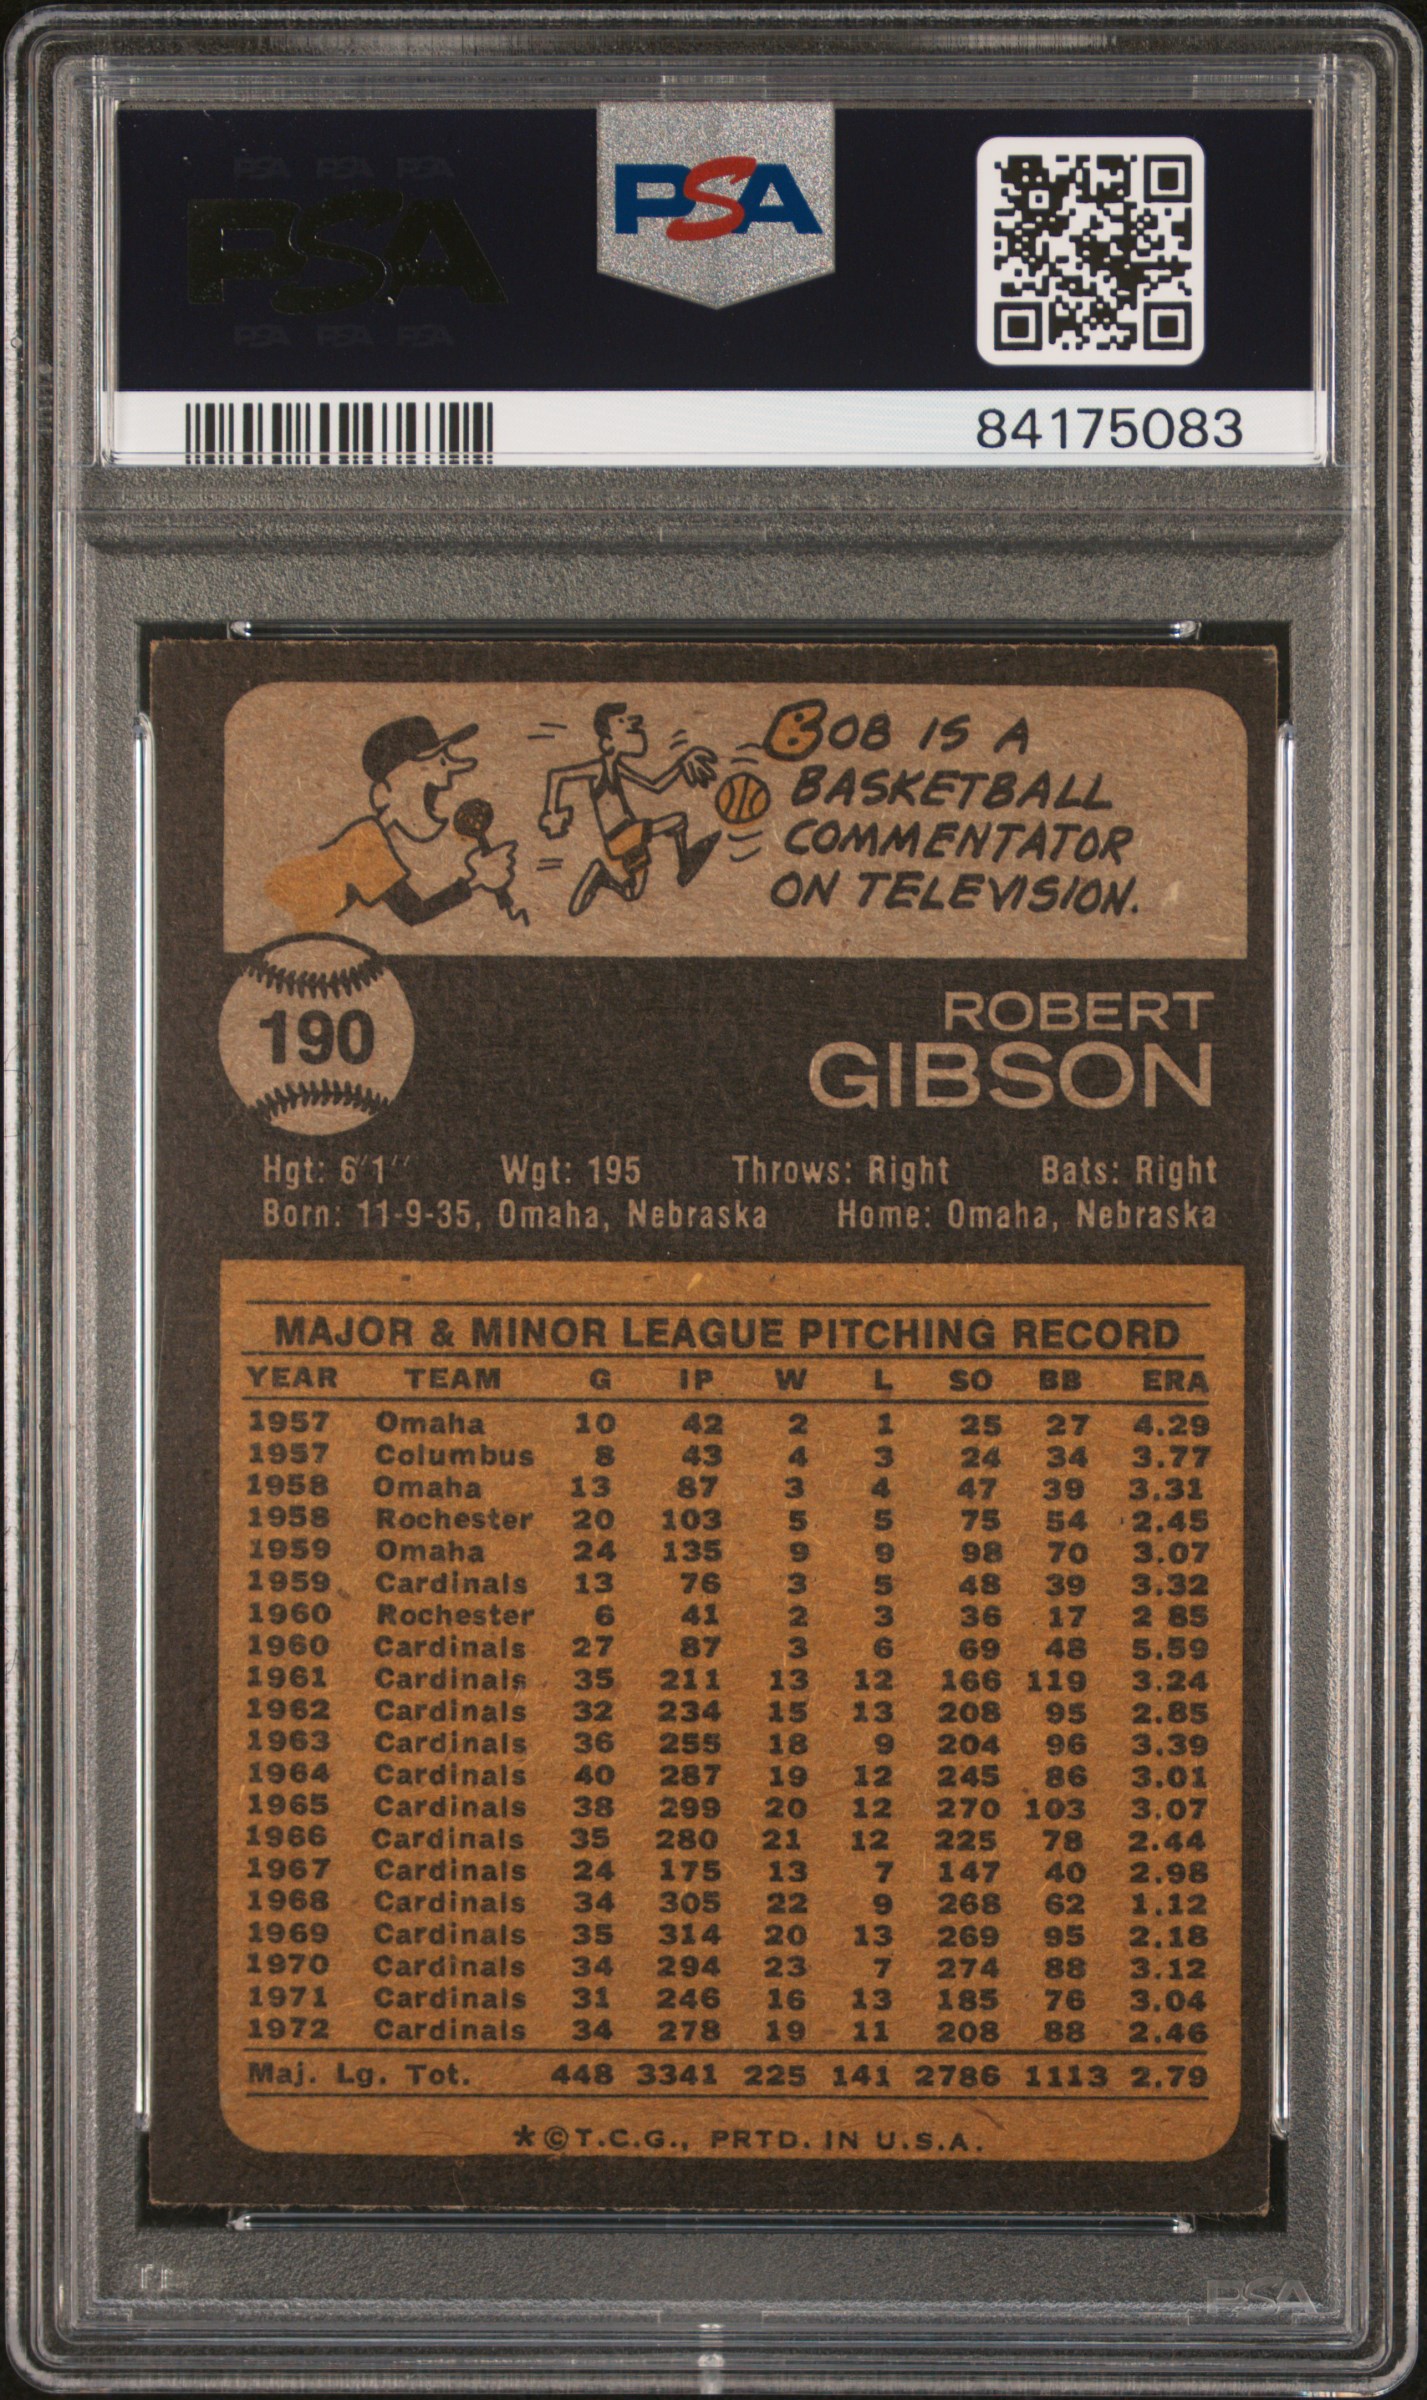 PSA PSA PSA
PSA
PSA PSA PSA
PSA
84175083
BOB IS A
BASKETBALL
COMMENTATOR
ON TELEVISION.
190
ROBERT
GIBSON
Hgt: 6'1" Wgt: 195 Throws: Right Bats: Right
Born: 11-9-35, Omaha, Nebraska Home: Omaha, Nebraska
MAJOR & MINOR LEAGUE PITCHING RECORD
YEAR TEAM G IP W L SO BB ERA
1957 Omaha 10 42 2 1 25 27 4.29
1957 Columbus 8 43 4 3 24 34 3.77
1958 Omaha 13 87 3 4 47 39 3.31
1958 Rochester 20 103 5 5 75 54 2.45
1959 Omaha 24 135 9 9 98 70 3.07
1959 Cardinals 13 76 3 5 48 39 3.32
1960 Rochester 6 41 2 3 36 17 2 85
1960 Cardinals 27 87 3 6 69 48 5.59
1961 Cardinals 35 211 13 12 166 119 3.24
1962 Cardinals 32 234 15 13 208 95 2.85
1963 Cardinals 36 255 18 9 204 96 3.39
1964 Cardinals 40 287 19 12 245 86 3.01
1965 Cardinals 38 299 20 12 270 103 3.07
1966 Cardinals 35 280 21 12 225 78 2.44
1967 Cardinals 24 175 13 7 147 40 2.98
1968 Cardinals 34 305 22 9 268 62 1.12
1969 Cardinals 35 314 20 13 269 95 2.18
1970 Cardinals 34 294 23 7 274 88 3.12
1971 Cardinals 31 246 16 13 185 76 3.04
1972 Cardinals 34 278 19 11 208 88 2.46
Maj. Lg. Tot. 448 3341 225 141 2786 1113 2.79
*©T.C.G., PRTD. IN U.S.A.
PSA